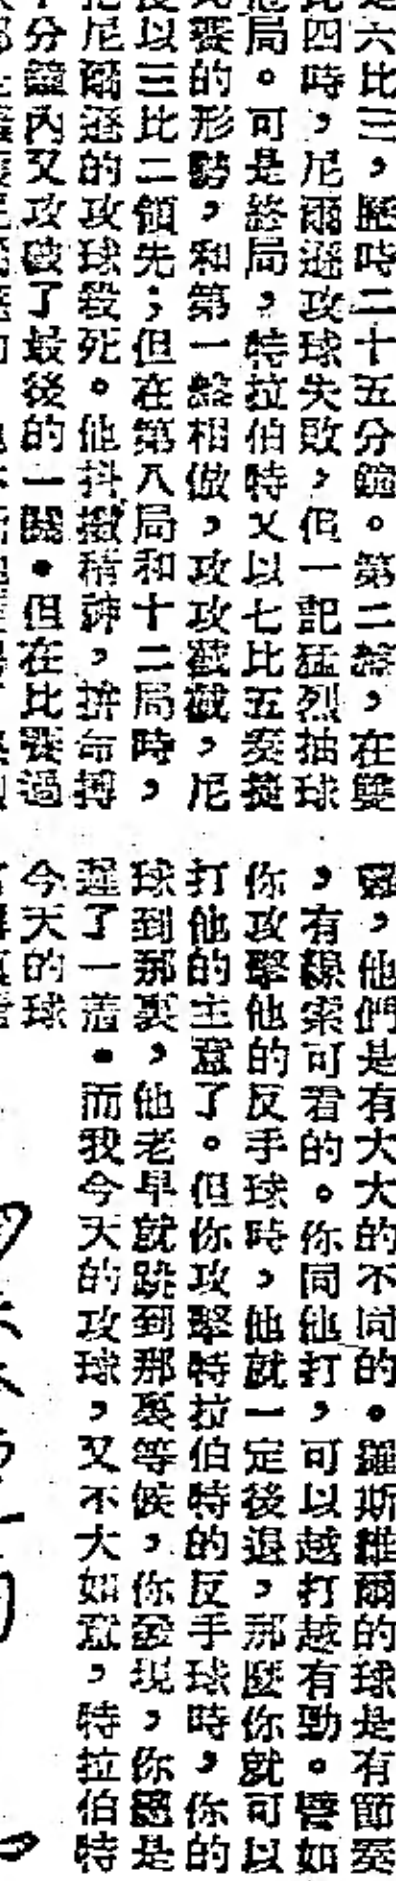 是六比三,歷時二十五分鐘。第二盤,在雙
比四時,尼爾遜攻球失敗,但一記猛烈抽球
局。可是終局,特拉伯特又以七比五奏捷
賽的形勢,和第一盤相倣,攻攻截截,尼
以三比二領先;但在第八局和十二局時,
尼爾遜的攻球殺死。他抖擻精神,拚命搏
分鐘內又攻破了最後的一關。但在比賽過
,他們是有大大的不同的。羅斯維爾的球是有節奏
,有線索可看的。你同他打,可以越打越有勁。譬如
你攻擊他的反手球時,他就一定後退,那麼你就可以
打他的主意了。但你攻擊特拉伯特的反手球時,你的
球到那裏,他老早就跑到那裏等候,你發現,你總是
遲了一着。而我今天的攻球,又不大如意,特拉伯特
今天的球